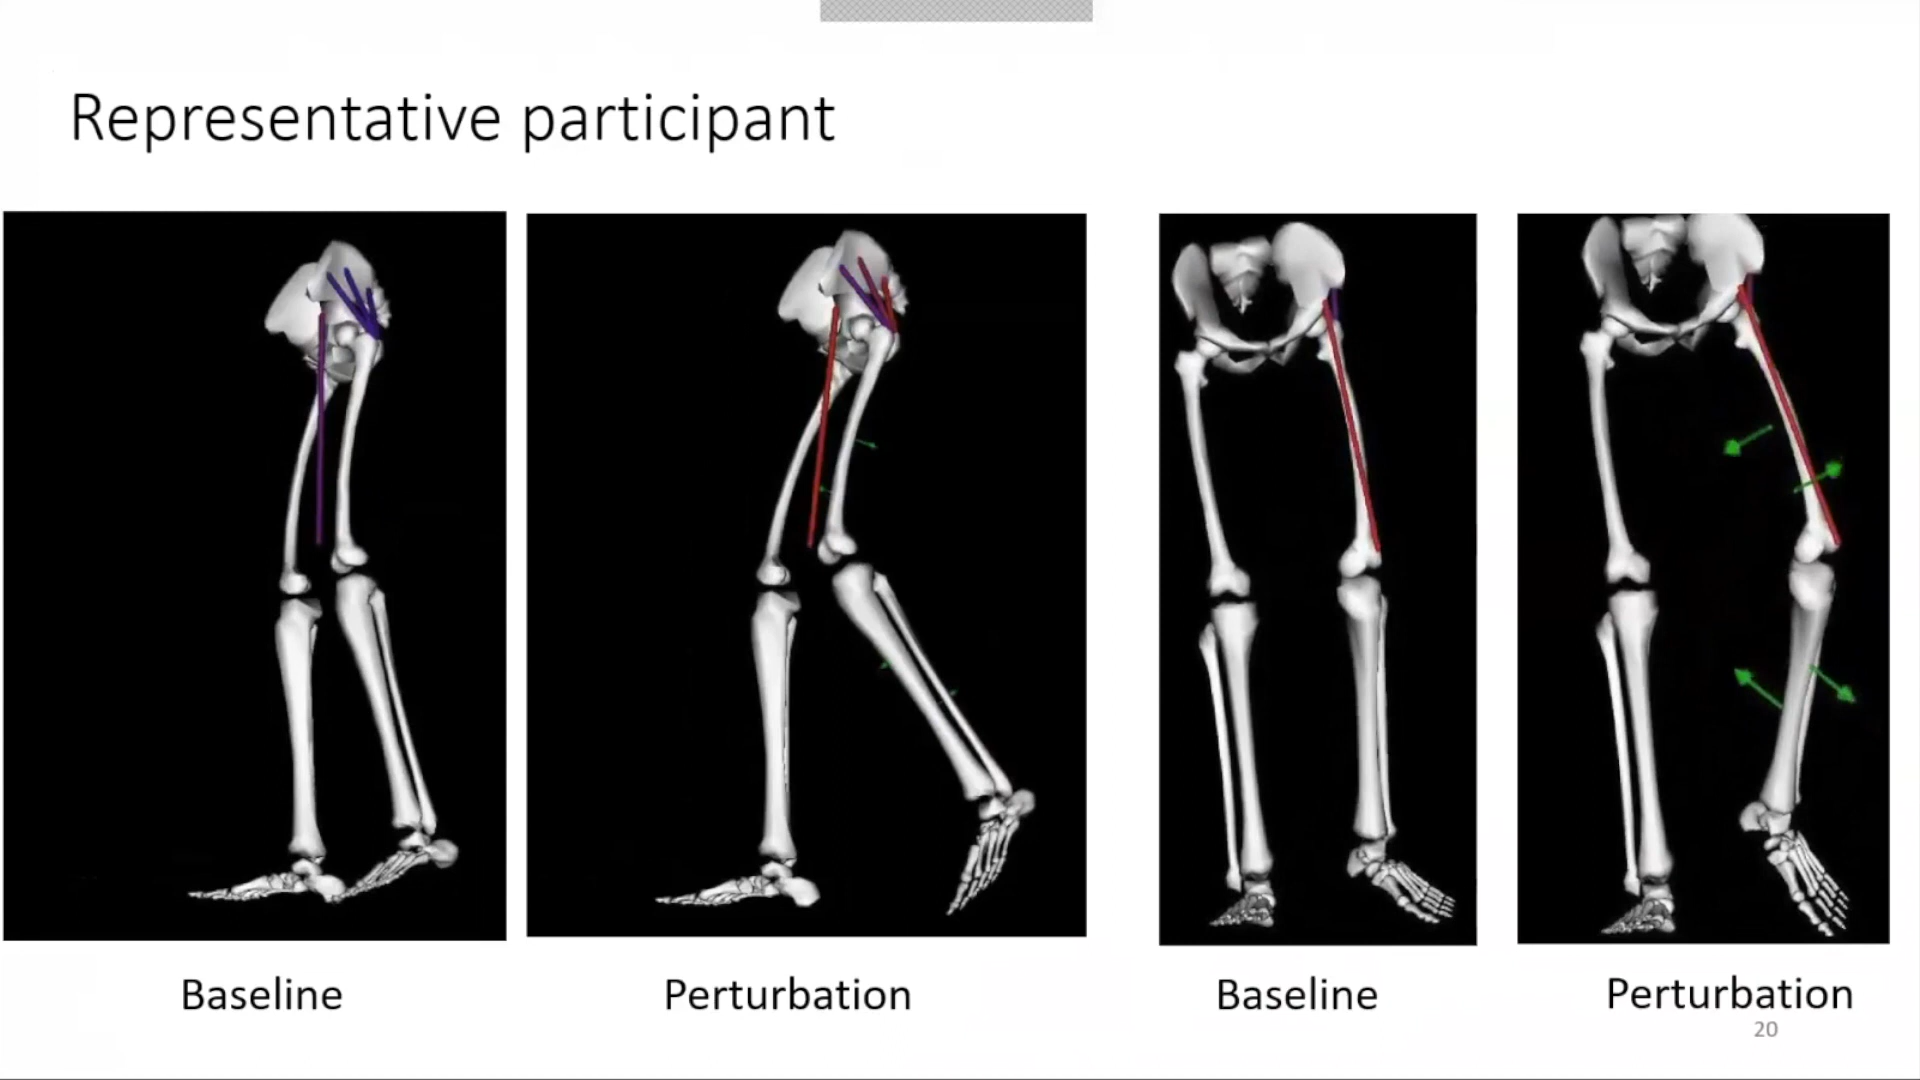 Representative participant
Baseline
Perturbation
Baseline
Perturbation
20